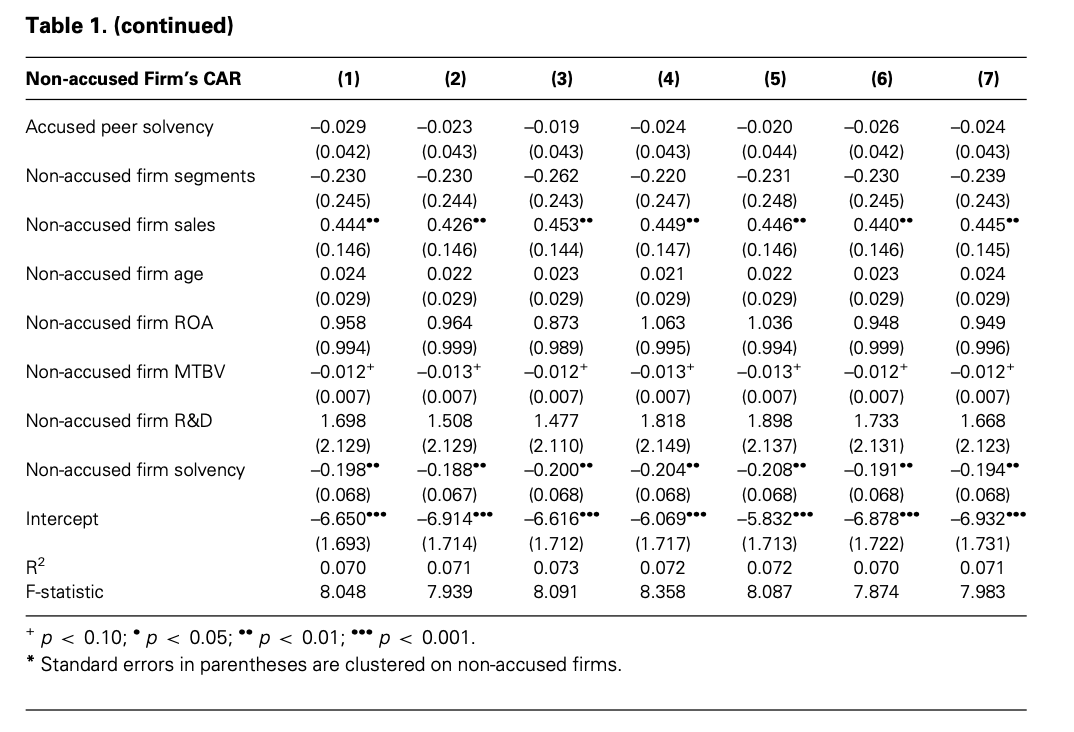 Table 1. (continued)
Non-accused Firm's CAR (1) (2) (3) (4) (5) (6) (7)
Accused peer solvency –0.029 –0.023 –0.019 –0.024 –0.020 –0.026 –0.024
(0.042) (0.043) (0.043) (0.043) (0.044) (0.042) (0.043)
Non-accused firm segments –0.230 –0.230 –0.262 –0.220 –0.231 –0.230 –0.239
(0.245) (0.244) (0.243) (0.247) (0.248) (0.245) (0.243)
Non-accused firm sales 0.444•• 0.426•• 0.453•• 0.449•• 0.446•• 0.440•• 0.445••
(0.146) (0.146) (0.144) (0.147) (0.146) (0.146) (0.145)
Non-accused firm age 0.024 0.022 0.023 0.021 0.022 0.023 0.024
(0.029) (0.029) (0.029) (0.029) (0.029) (0.029) (0.029)
Non-accused firm ROA 0.958 0.964 0.873 1.063 1.036 0.948 0.949
(0.994) (0.999) (0.989) (0.995) (0.994) (0.999) (0.996)
Non-accused firm MTBV –0.012+ –0.013+ –0.012+ –0.013+ –0.013+ –0.012+ –0.012+
(0.007) (0.007) (0.007) (0.007) (0.007) (0.007) (0.007)
Non-accused firm R&D 1.698 1.508 1.477 1.818 1.898 1.733 1.668
(2.129) (2.129) (2.110) (2.149) (2.137) (2.131) (2.123)
Non-accused firm solvency –0.198•• –0.188•• –0.200•• –0.204•• –0.208•• –0.191•• –0.194••
(0.068) (0.067) (0.068) (0.068) (0.068) (0.068) (0.068)
Intercept –6.650••• –6.914••• –6.616••• –6.069••• –5.832••• –6.878••• –6.932•••
(1.693) (1.714) (1.712) (1.717) (1.713) (1.722) (1.731)
R2 0.070 0.071 0.073 0.072 0.072 0.070 0.071
F-statistic 8.048 7.939 8.091 8.358 8.087 7.874 7.983
+ p < 0.10; • p < 0.05; •• p < 0.01; ••• p < 0.001.
* Standard errors in parentheses are clustered on non-accused firms.